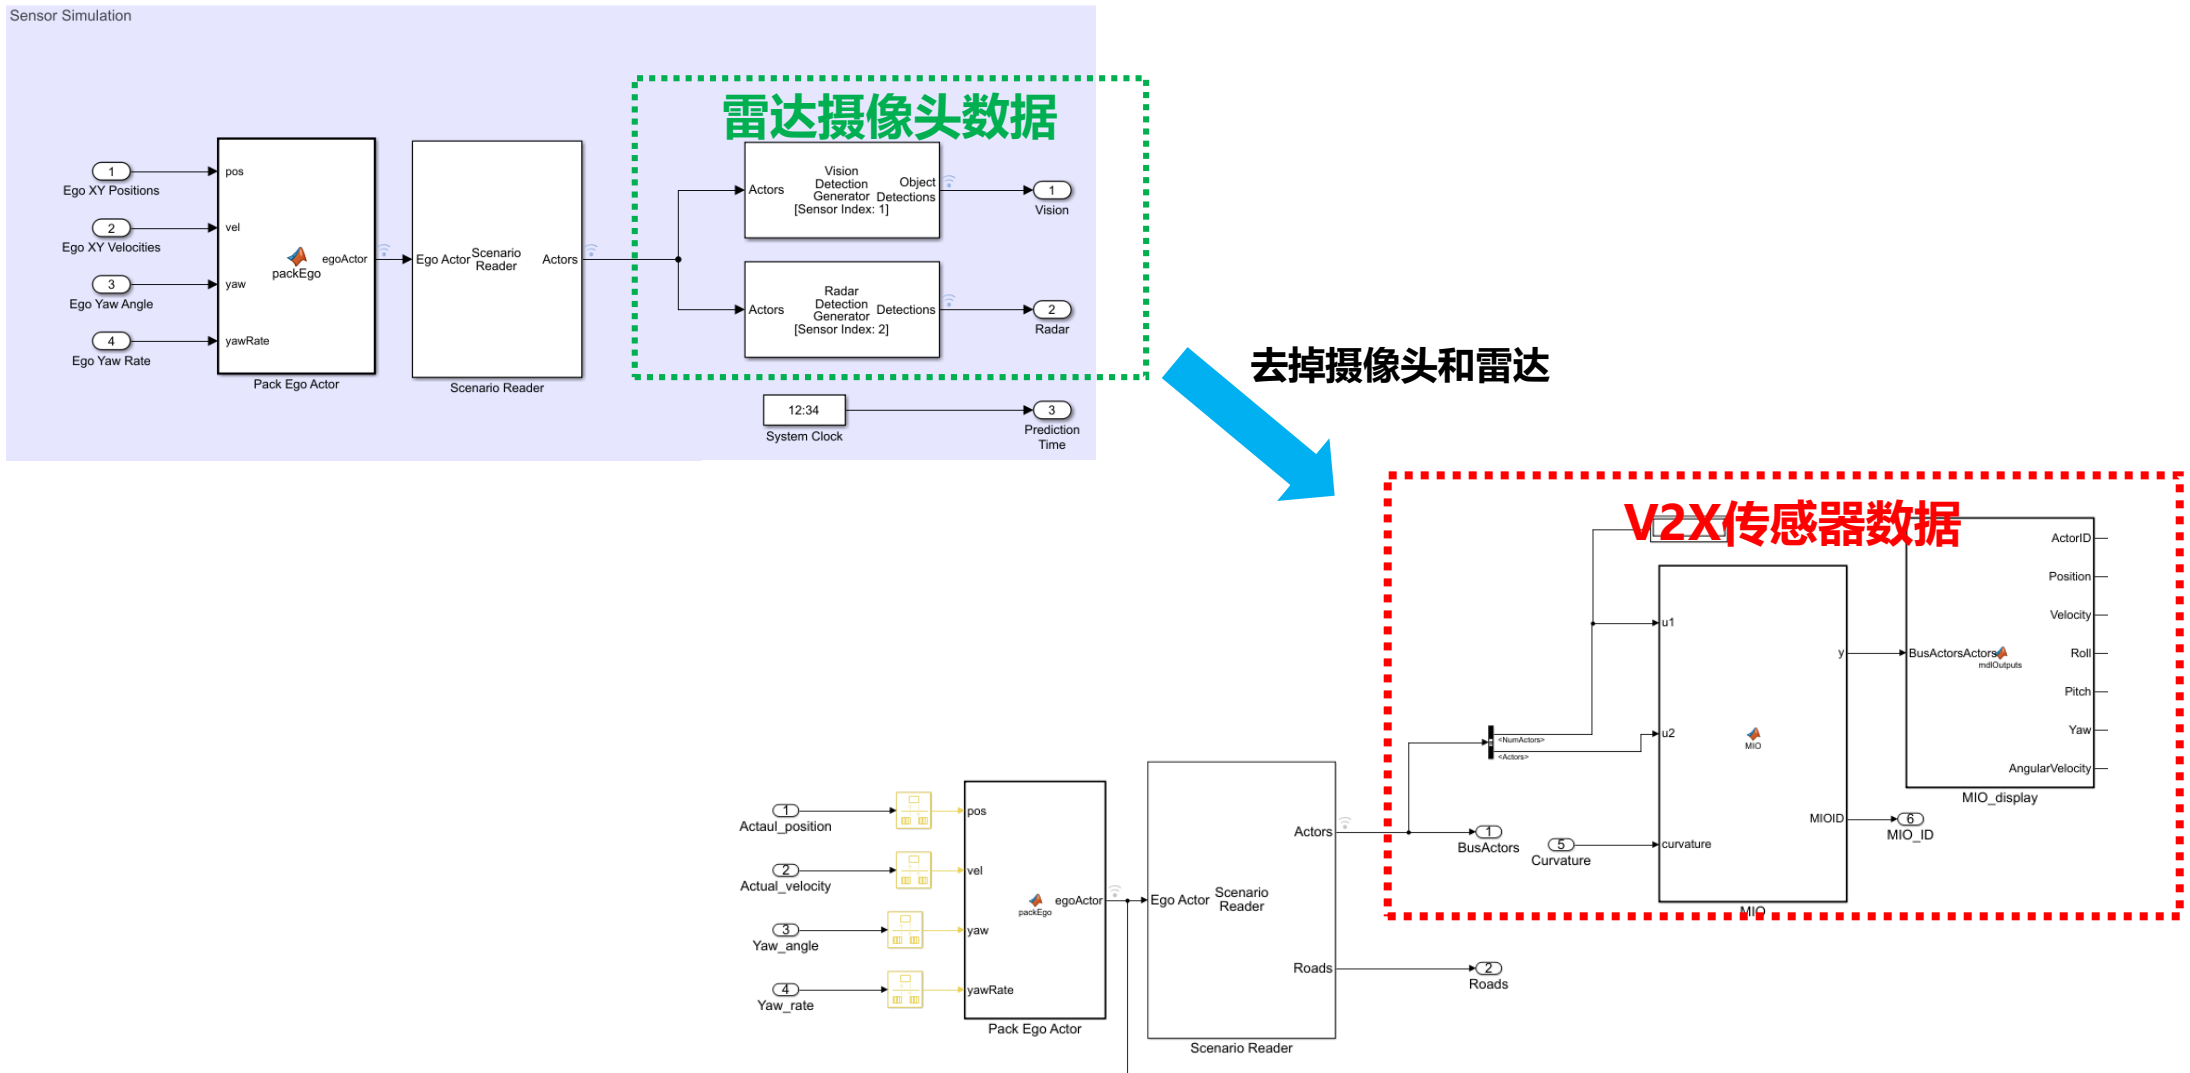 Sensor Simulation
雷达摄像头数据
1
Ego XY Positions
2
Ego XY Velocities
3
Ego Yaw Angle
4
Ego Yaw Rate
pos
vel
yaw
yawRate
packEgo
egoActor
Pack Ego Actor
Ego Actor
Scenario
Reader
Actors
Scenario Reader
Actors
Vision
Detection
Generator
[Sensor Index: 1]
Object
Detections
1
Vision
Actors
Radar
Detection
Generator
[Sensor Index: 2]
Detections
2
Radar
12:34
System Clock
3
Prediction
Time
去掉摄像头和雷达
V2X传感器数据
<NumActors>
<Actors>
u1
u2
curvature
MIO
y
MIOID
MIO
BusActorsActors
mdlOutputs
ActorID
Position
Velocity
Roll
Pitch
Yaw
AngularVelocity
MIO_display
6
MIO_ID
5
Curvature
1
BusActors
1
Actaul_position
2
Actual_velocity
3
Yaw_angle
4
Yaw_rate
pos
vel
yaw
yawRate
packEgo
egoActor
Pack Ego Actor
Ego Actor
Scenario
Reader
Actors
Roads
Scenario Reader
2
Roads